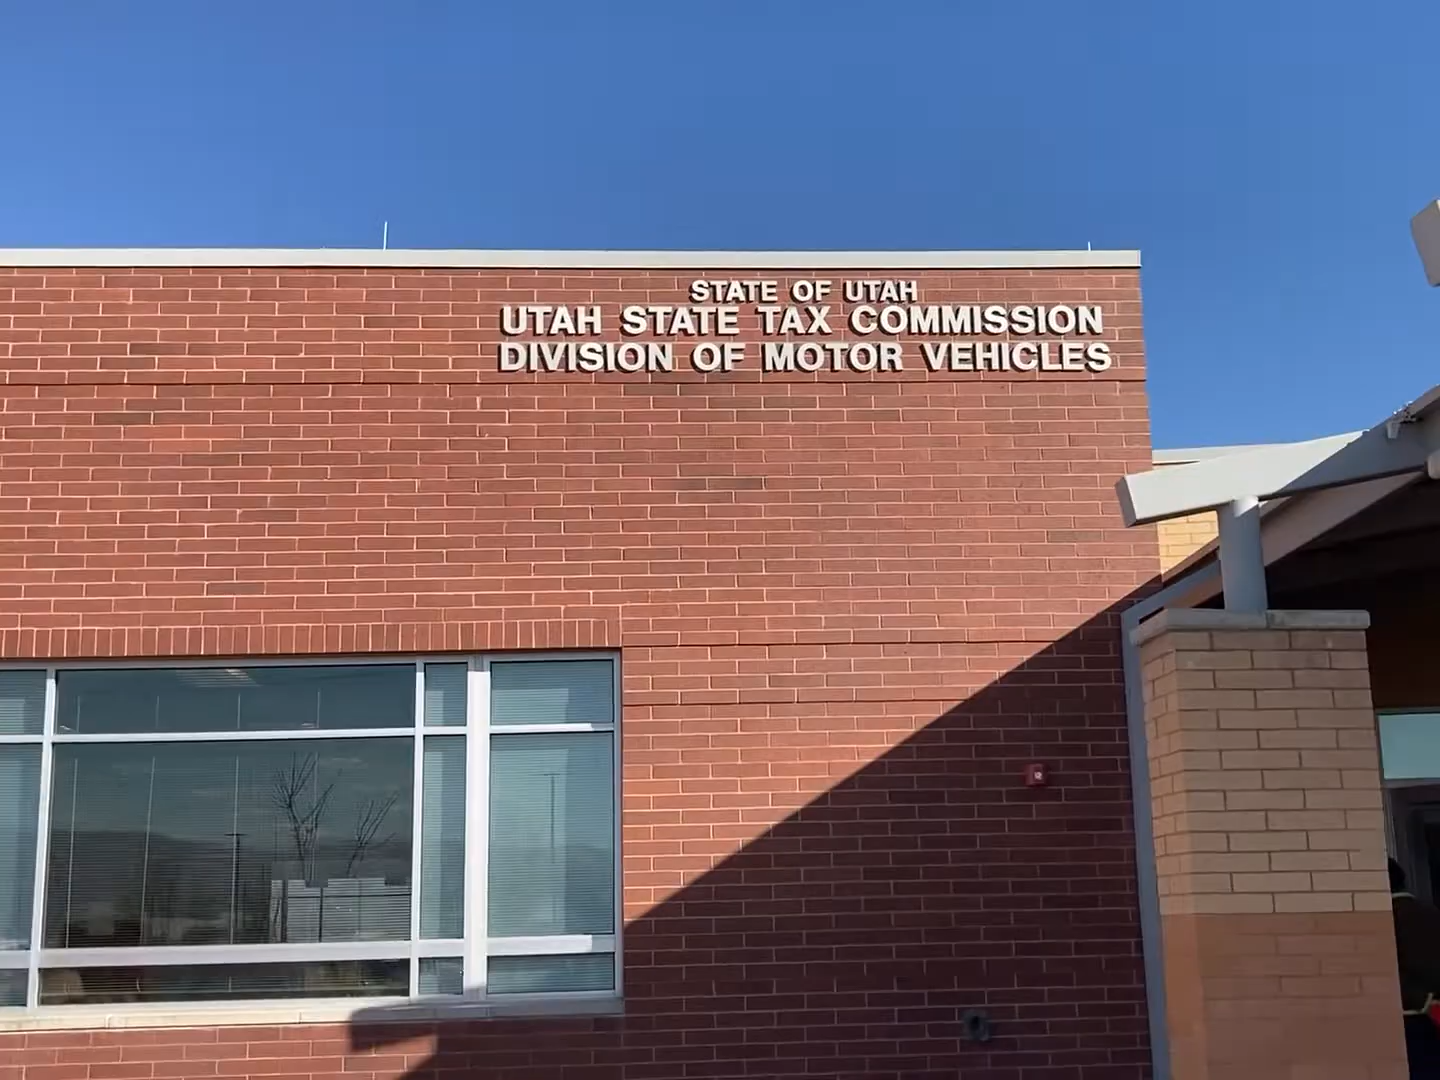 STATE OF UTAH
UTAH STATE TAX COMMISSION
DIVISION OF MOTOR VEHICLES